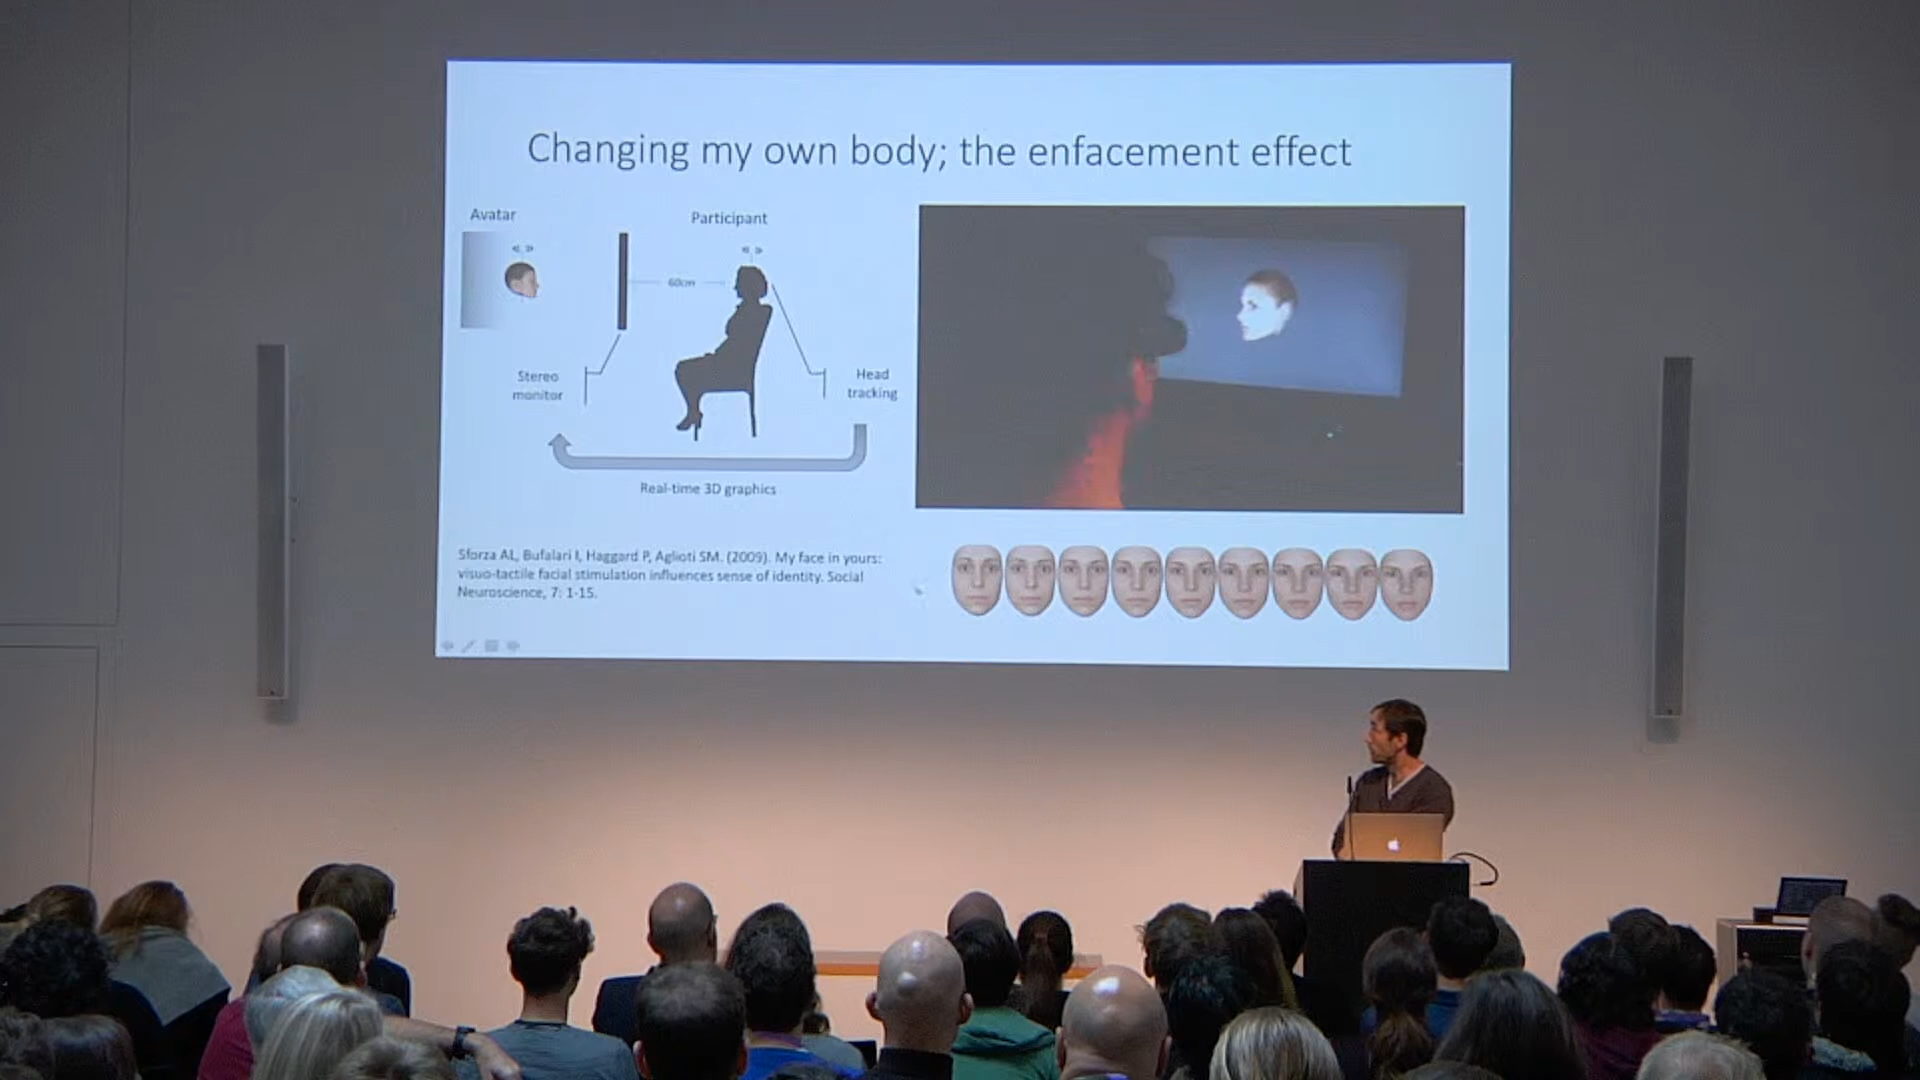 Changing my own body; the enfacement effect
Avatar
Participant
60cm
Stereo
monitor
Head
tracking
Real-time 3D graphics
Sforza AL, Bufalari I, Haggard P, Aglioti SM. (2009). My face in yours:
visuo-tactile facial stimulation influences sense of identity. Social
Neuroscience, 7: 1-15.